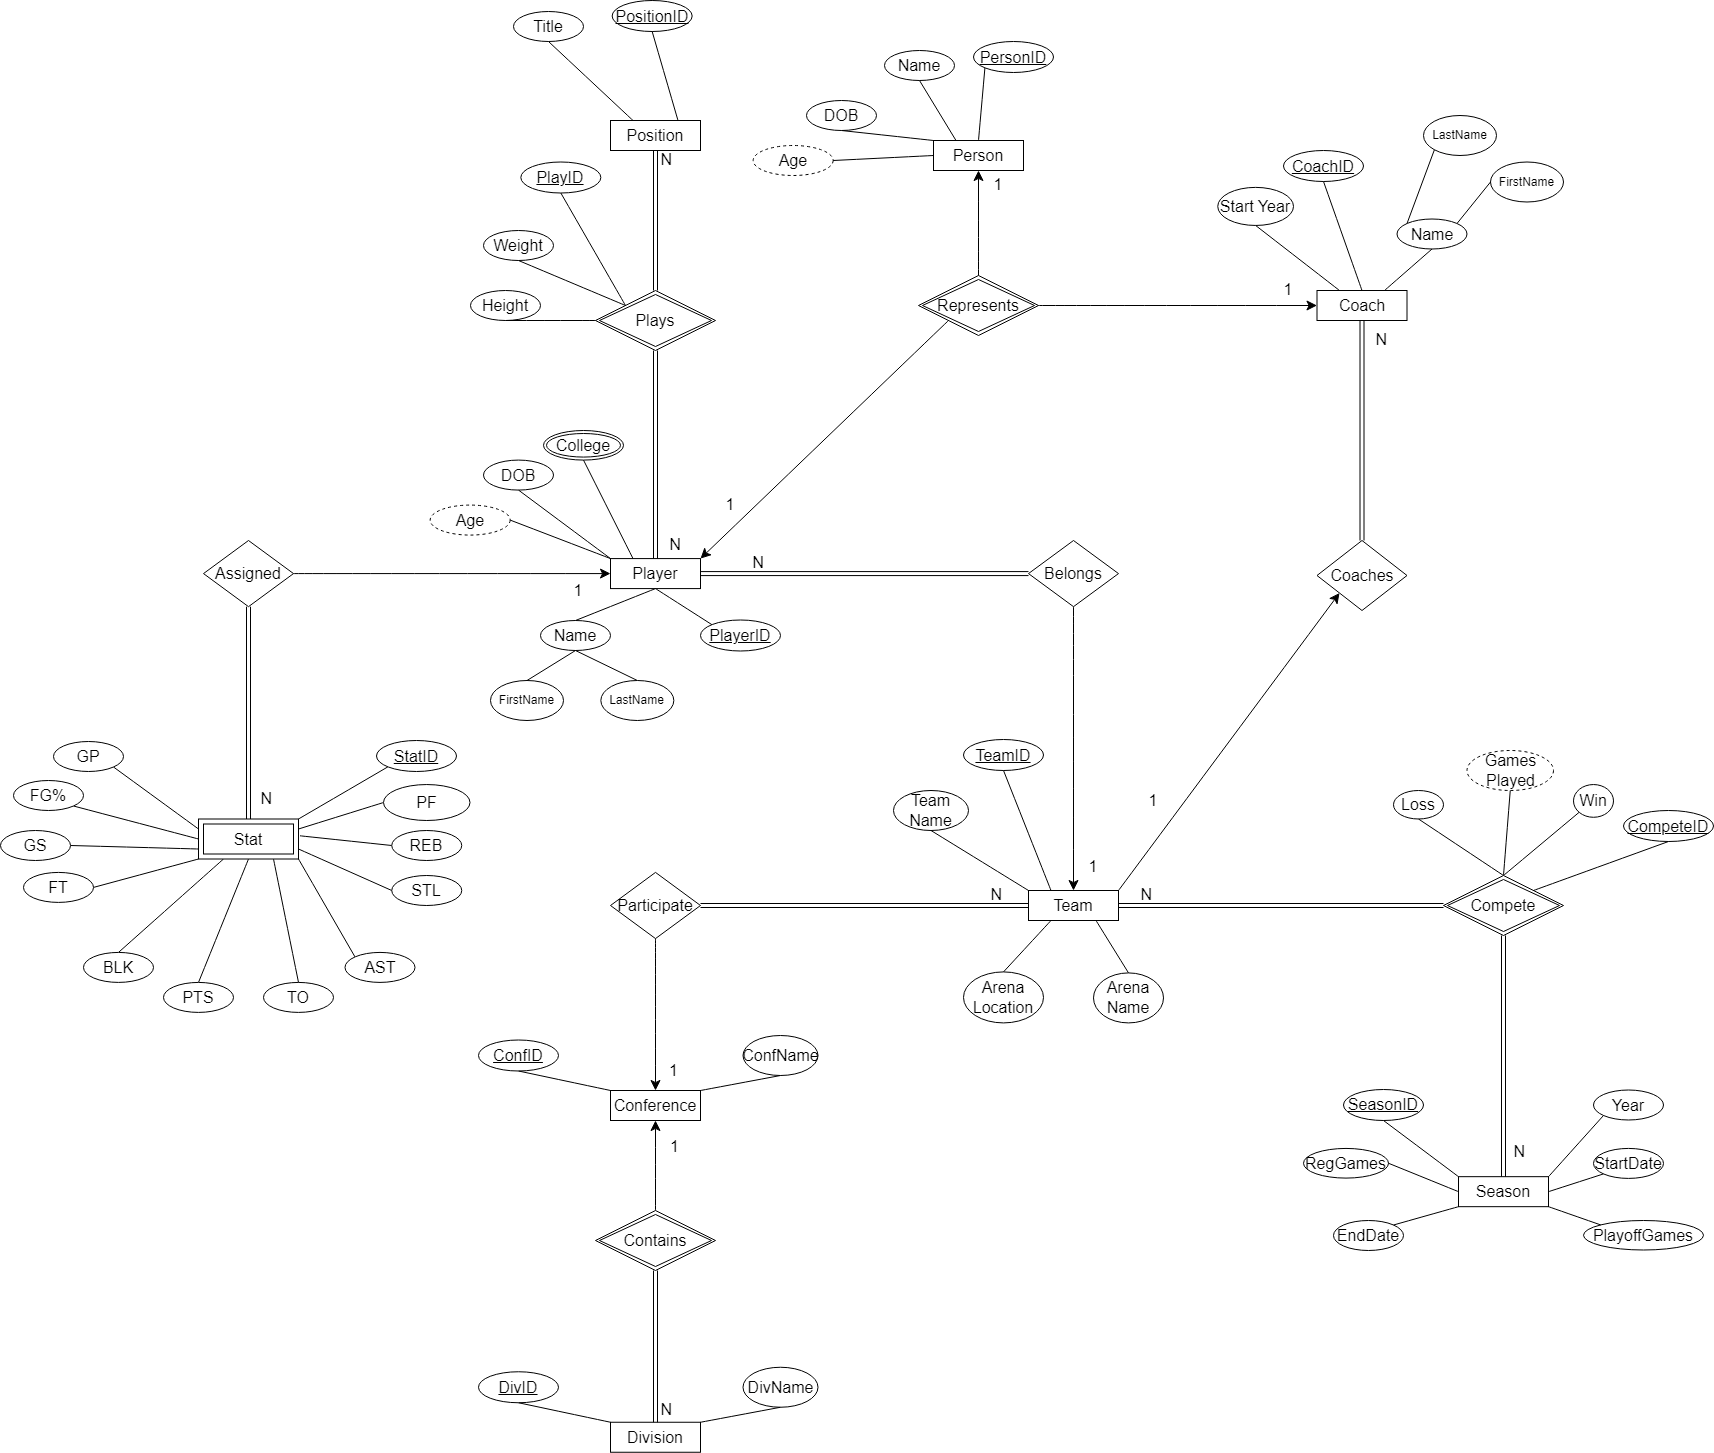 PositionID
Title
Position
N
PersonID
Name
DOB
Age
Person
1
LastName
CoachID
FirstName
Start Year
Name
PlayID
Weight
Height
Plays
Represents
1
Coach
N
College
DOB
1
Age
N
Player
N
Belongs
Assigned
1
Coaches
Name
PlayerID
FirstName
LastName
GP
StatID
FG%
PF
N
Stat
GS
REB
FT
STL
BLK
AST
PTS
TO
TeamID
Team
Name
1
1
Games
Played
Loss
Win
CompeteID
Participate
N
Team
N
Compete
Arena
Location
Arena
Name
ConfID
ConfName
1
Conference
1
SeasonID
Year
N
RegGames
StartDate
Season
EndDate
PlayoffGames
Contains
DivID
DivName
N
Division